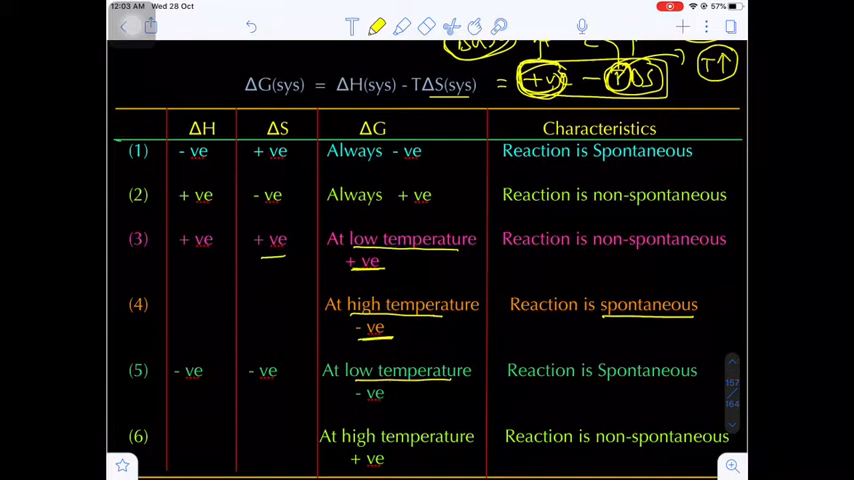 12:03 AM Wed 28 Oct
57%
T↑
ΔG(sys) = ΔH(sys) - TΔS(sys) = +ve - TΔS
ΔH ΔS ΔG Characteristics
(1) - ve + ve Always - ve Reaction is Spontaneous
(2) + ve - ve Always + ve Reaction is non-spontaneous
(3) + ve + ve At low temperature Reaction is non-spontaneous
+ ve
(4) At high temperature Reaction is spontaneous
- ve
(5) - ve - ve At low temperature Reaction is Spontaneous
- ve
157
164
(6) At high temperature Reaction is non-spontaneous
+ ve